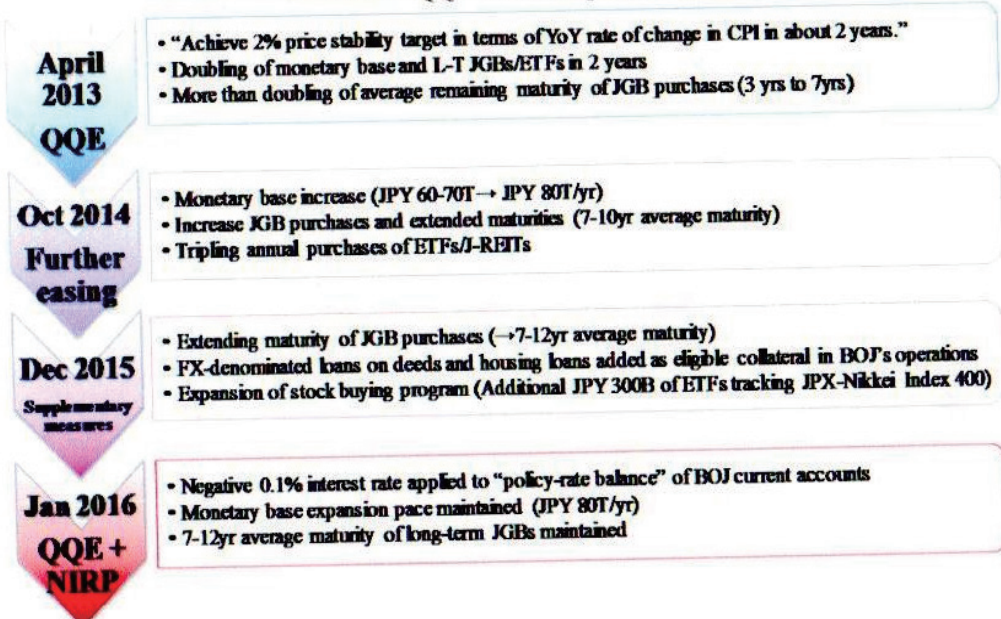 April
2013
QQE
• “Achieve 2% price stability target in terms of YoY rate of change in CPI in about 2 years.”
• Doubling of monetary base and L-T JGBs/ETFs in 2 years
• More than doubling of average remaining maturity of JGB purchases (3 yrs to 7yrs)
Oct 2014
Further
easing
• Monetary base increase (JPY 60-70T→ JPY 80T/yr)
• Increase JGB purchases and extended maturities (7-10yr average maturity)
• Tripling annual purchases of ETFs/J-REITs
Dec 2015
Supplementary
measures
• Extending maturity of JGB purchases (→7-12yr average maturity)
• FX-denominated loans on deeds and housing loans added as eligible collateral in BOJ's operations
• Expansion of stock buying program (Additional JPY 300B of ETFs tracking JPX-Nikkei Index 400)
Jan 2016
QQE +
NIRP
• Negative 0.1% interest rate applied to “policy-rate balance” of BOJ current accounts
• Monetary base expansion pace maintained (JPY 80T/yr)
• 7-12yr average maturity of long-term JGBs maintained